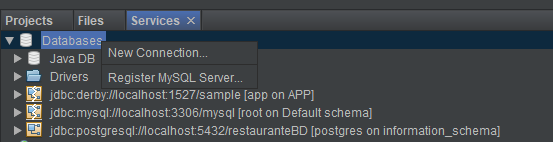 Projects Files Services
Databases
New Connection...
Java DB
Register MySQL Server...
Drivers
jdbc:derby://localhost:1527/sample [app on APP]
jdbc:mysql://localhost:3306/mysql [root on Default schema]
jdbc:postgresql://localhost:5432/restauranteBD [postgres on information_schema]